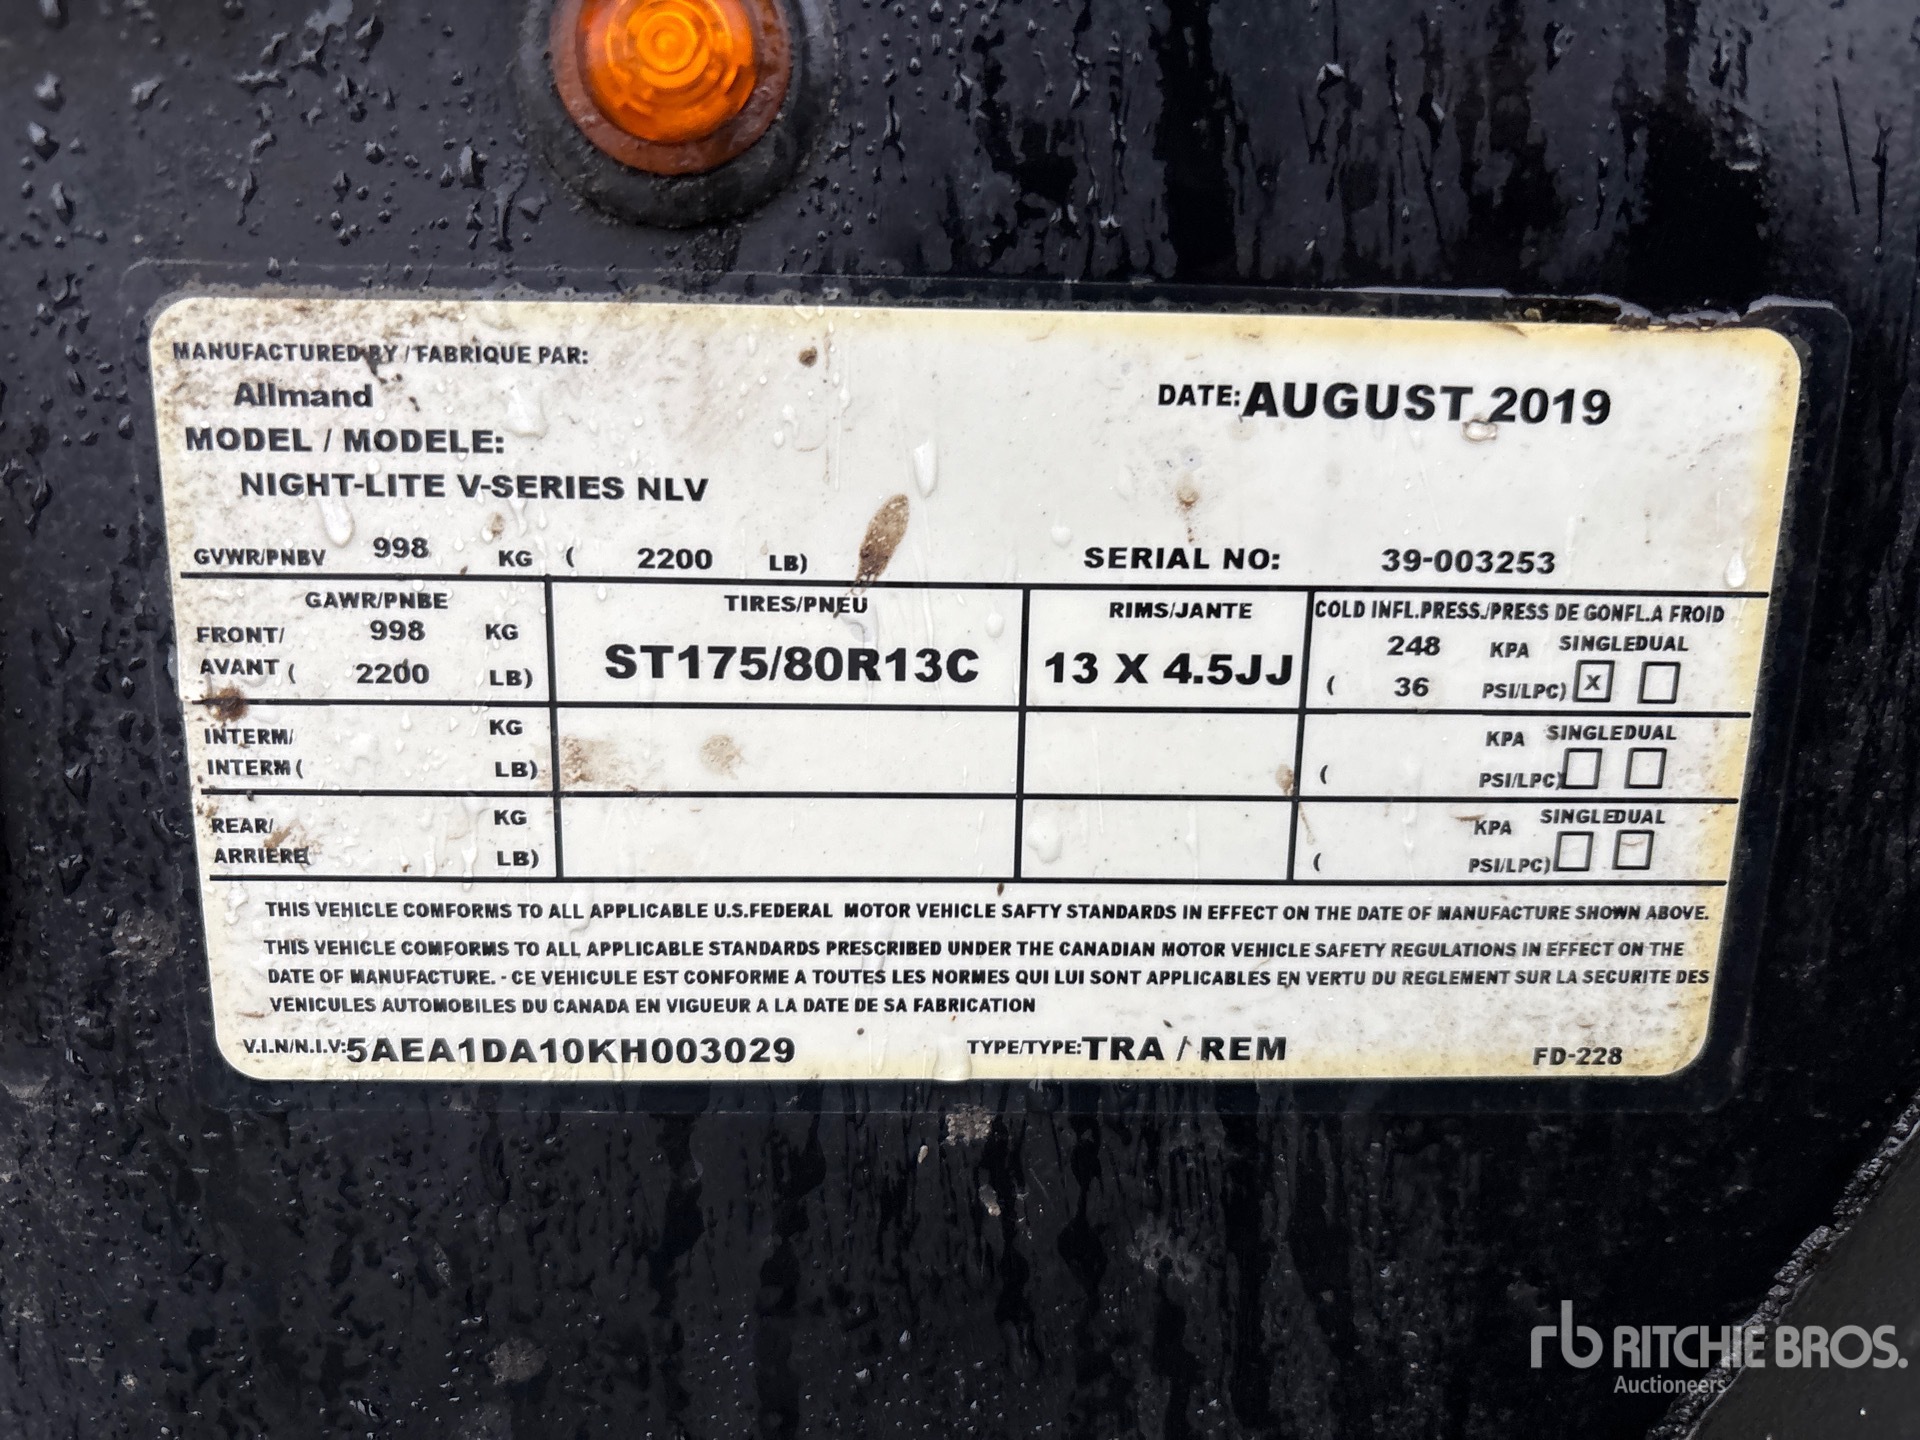 MANUFACTURED BY / FABRIQUE PAR:
Allmand
DATE: AUGUST 2019
MODEL / MODELE:
NIGHT-LITE V-SERIES NLV
GVWR/PNBV 998 KG ( 2200 LB) SERIAL NO: 39-003253
GAWR/PNBE TIRES/PNEU RIMS/JANTE COLD INFL.PRESS./PRESS DE GONFL.A FROID
FRONT/ 998 KG ST175/80R13C 13 X 4.5JJ 248 KPA SINGLE DUAL
AVANT ( 2200 LB) ( 36 PSI/LPC) X
INTERM/ KG KPA SINGLE DUAL
INTERM ( LB) ( PSI/LPC)
REAR/ KG KPA SINGLE DUAL
ARRIERE( LB) ( PSI/LPC)
THIS VEHICLE COMFORMS TO ALL APPLICABLE U.S.FEDERAL MOTOR VEHICLE SAFTY STANDARDS IN EFFECT ON THE DATE OF MANUFACTURE SHOWN ABOVE.
THIS VEHICLE COMFORMS TO ALL APPLICABLE STANDARDS PRESCRIBED UNDER THE CANADIAN MOTOR VEHICLE SAFETY REGULATIONS IN EFFECT ON THE
DATE OF MANUFACTURE. - CE VEHICULE EST CONFORME A TOUTES LES NORMES QUI LUI SONT APPLICABLES EN VERTU DU REGLEMENT SUR LA SECURITE DES
VENICULES AUTOMOBILES DU CANADA EN VIGUEUR A LA DATE DE SA FABRICATION
V.I.N/N.I.V: 5AEA1DA10KH003029 TYPE/TYPE: TRA / REM FD-228
rb RITCHIE BROS.
Auctioneers